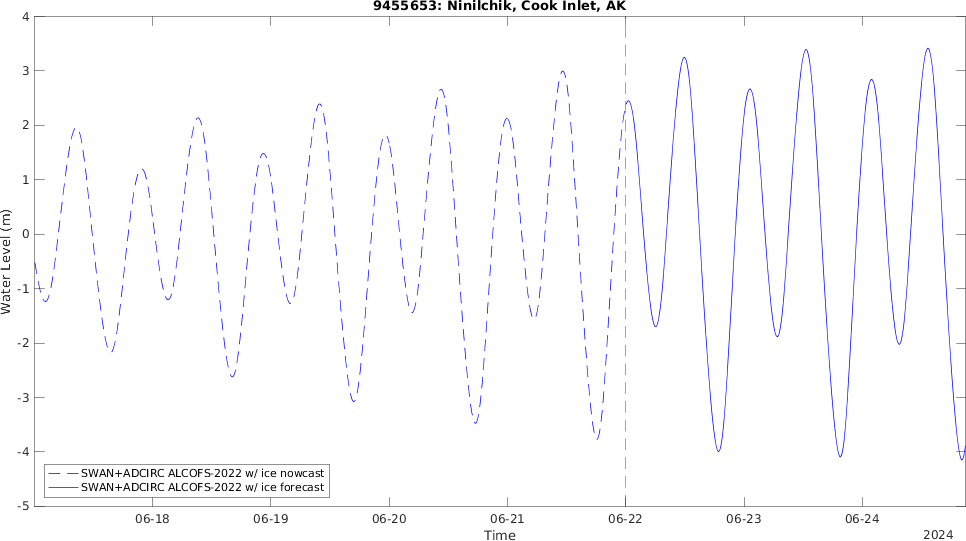 9455653: Ninilchik, Cook Inlet, AK
4
3
2
1
0
-1
-2
-3
-4
-5
Water Level (m)
SWAN+ADCIRC ALCOFS-2022 w/ ice nowcast
SWAN+ADCIRC ALCOFS-2022 w/ ice forecast
06-18 06-19 06-20 06-21 06-22 06-23 06-24
Time
2024